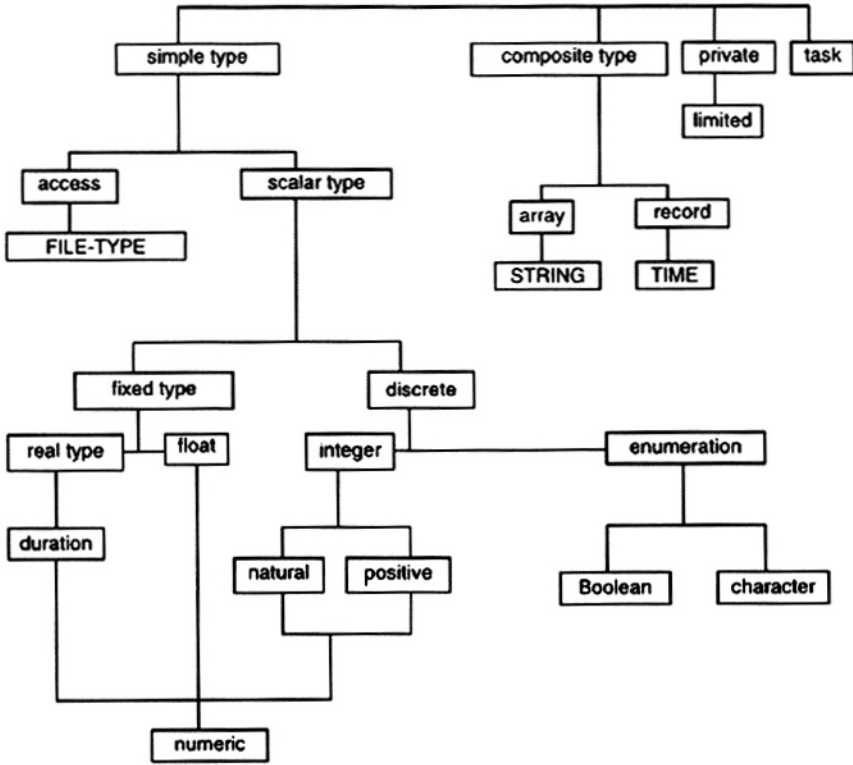 simple type
composite type
private
task
limited
access
scalar type
array
record
FILE-TYPE
STRING
TIME
fixed type
discrete
real type
float
integer
enumeration
duration
natural
positive
Boolean
character
numeric